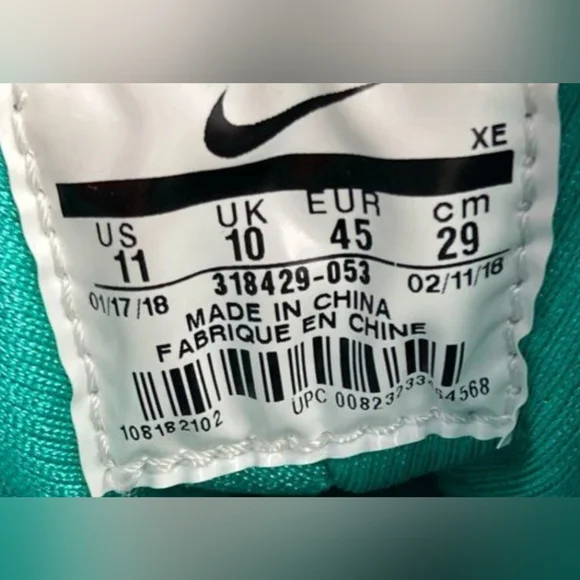 XE
US UK EUR cm
11 10 45 29
318429-053
01/17/18 02/11/18
MADE IN CHINA
FABRIQUE EN CHINE
108182102
UPC